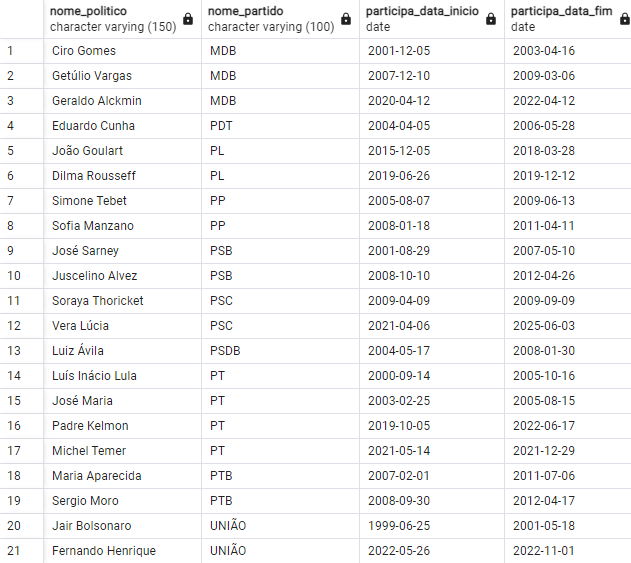 nome_politico nome_partido participa_data_inicio participa_data_fim
character varying (150) character varying (100) date date
1 Ciro Gomes MDB 2001-12-05 2003-04-16
2 Getúlio Vargas MDB 2007-12-10 2009-03-06
3 Geraldo Alckmin MDB 2020-04-12 2022-04-12
4 Eduardo Cunha PDT 2004-04-05 2006-05-28
5 João Goulart PL 2015-12-05 2018-03-28
6 Dilma Rousseff PL 2019-06-26 2019-12-12
7 Simone Tebet PP 2005-08-07 2009-06-13
8 Sofia Manzano PP 2008-01-18 2011-04-11
9 José Sarney PSB 2001-08-29 2007-05-10
10 Juscelino Alvez PSB 2008-10-10 2012-04-26
11 Soraya Thoricket PSC 2009-04-09 2009-09-09
12 Vera Lúcia PSC 2021-04-06 2025-06-03
13 Luiz Ávila PSDB 2004-05-17 2008-01-30
14 Luís Inácio Lula PT 2000-09-14 2005-10-16
15 José Maria PT 2003-02-25 2005-08-15
16 Padre Kelmon PT 2019-10-05 2022-06-17
17 Michel Temer PT 2021-05-14 2021-12-29
18 Maria Aparecida PTB 2007-02-01 2011-07-06
19 Sergio Moro PTB 2008-09-30 2012-04-17
20 Jair Bolsonaro UNIÃO 1999-06-25 2001-05-18
21 Fernando Henrique UNIÃO 2022-05-26 2022-11-01